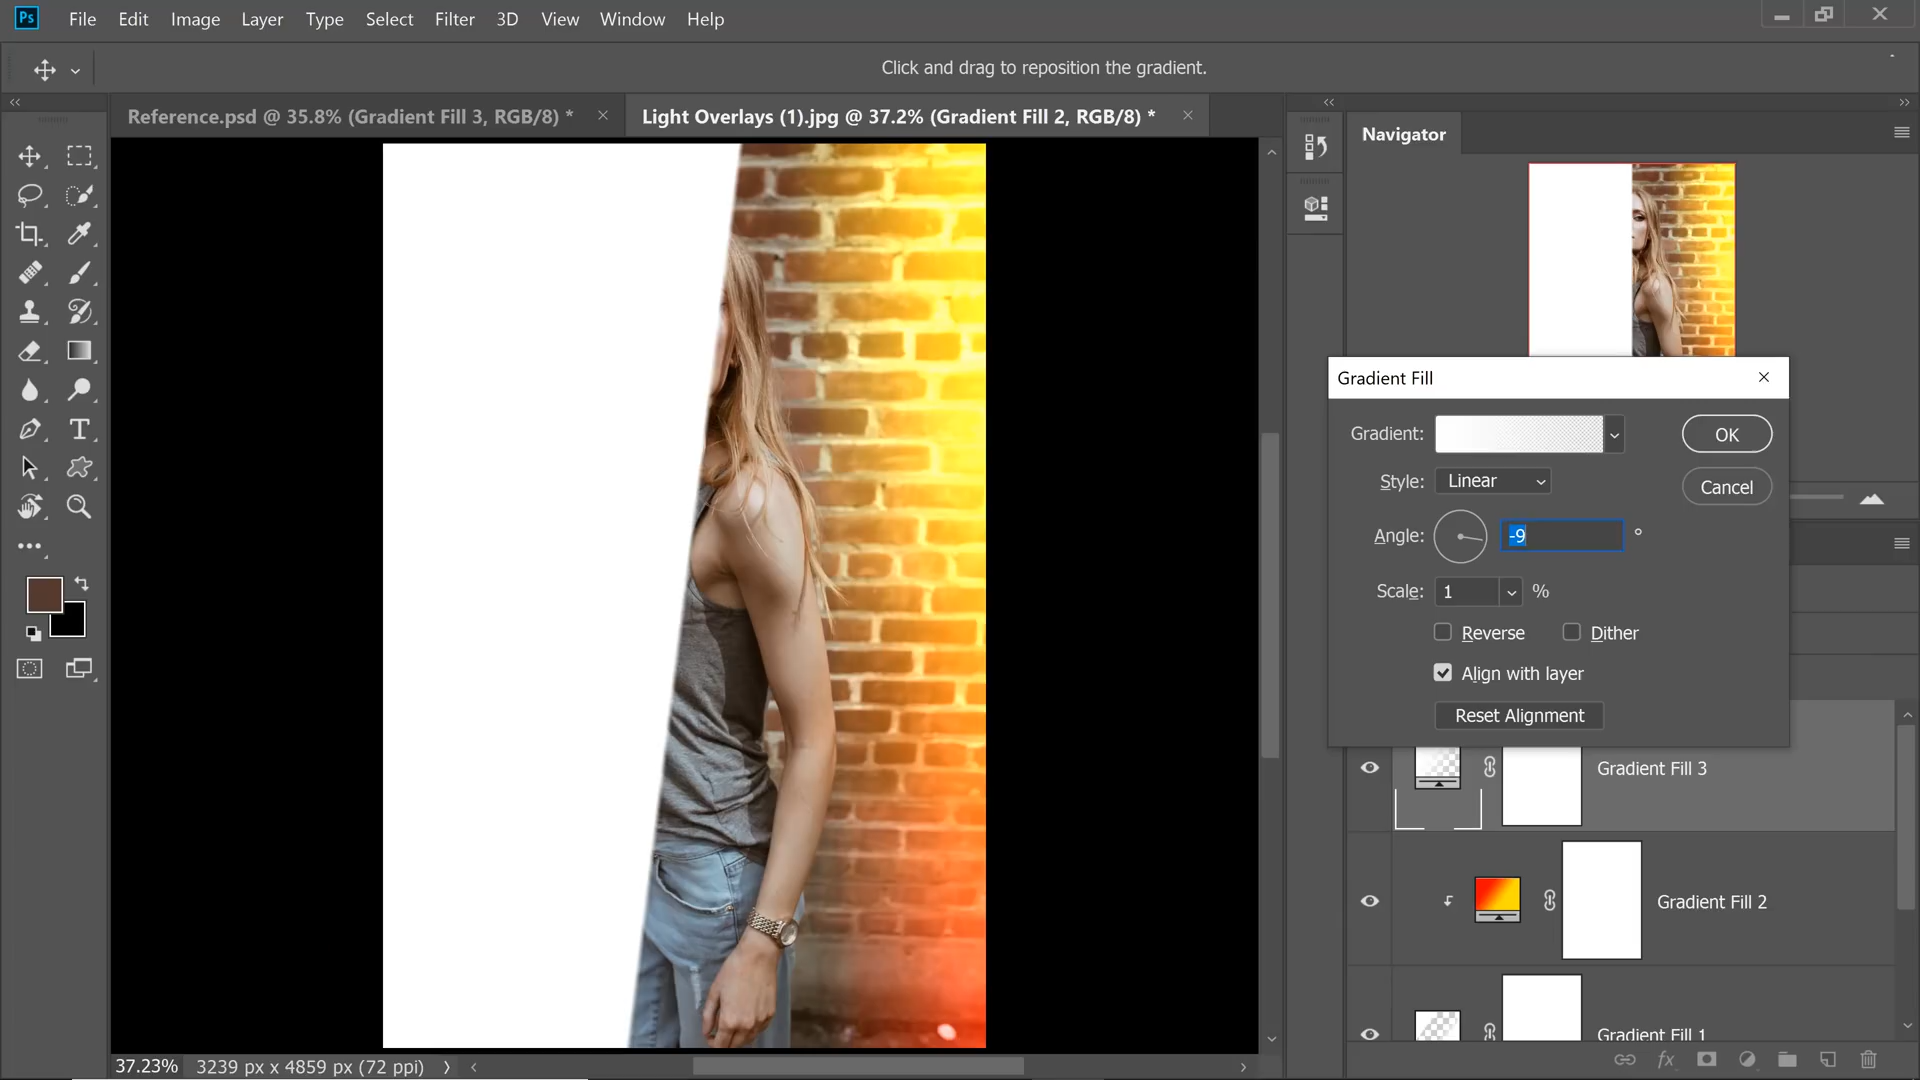 Ps File Edit Image Layer Type Select Filter 3D View Window Help
Click and drag to reposition the gradient.
Reference.psd @ 35.8% (Gradient Fill 3, RGB/8) *
Light Overlays (1).jpg @ 37.2% (Gradient Fill 2, RGB/8) *
Navigator
Gradient Fill
Gradient:
OK
Style: Linear
Cancel
Angle: -9 °
Scale: 1 %
Reverse Dither
Align with layer
Reset Alignment
Gradient Fill 3
Gradient Fill 2
Gradient Fill 1
37.23% 3239 px x 4859 px (72 ppi)
fx